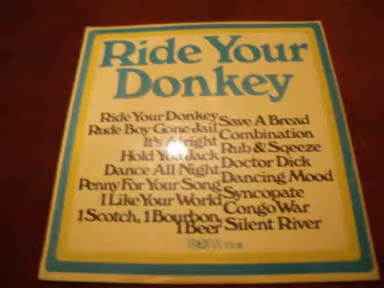 Ride Your
Donkey
Ride Your Donkey
Rude Boy Gone Jail
It's Alright
Hold You Jack
Dance All Night
Penny For Your Song
I Like Your World
1 Scotch, 1 Bourbon,
1 Beer
Save A Bread
Combination
Rub & Sqeeze
Doctor Dick
Dancing Mood
Syncopate
Congo War
Silent River